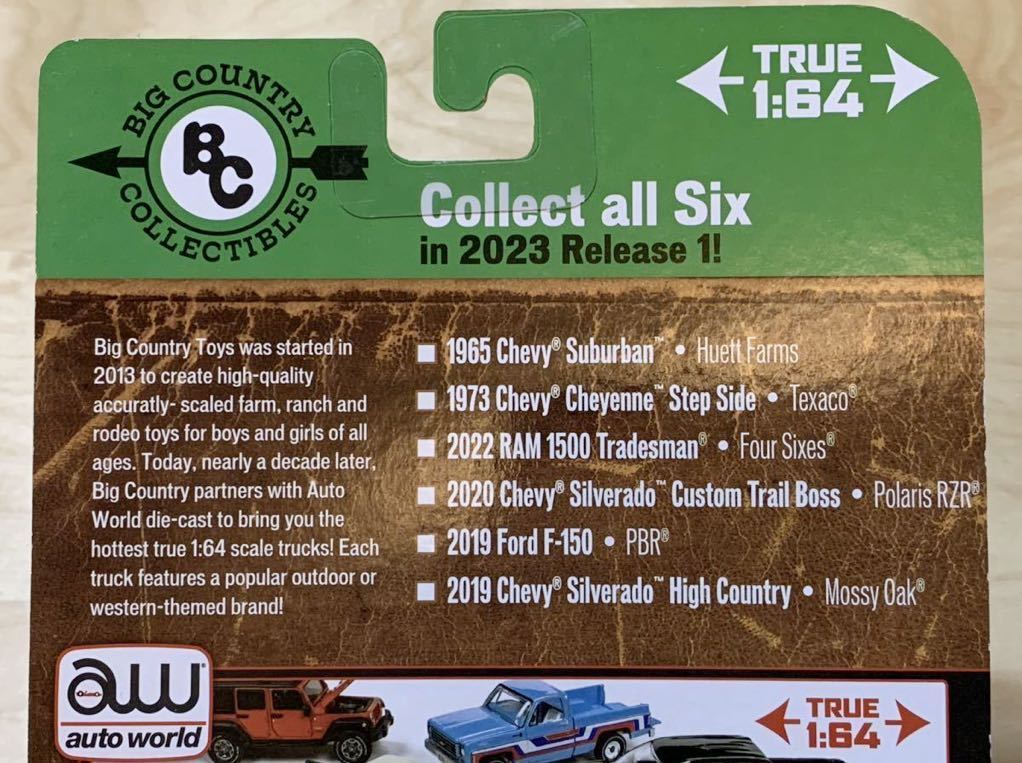 BIG COUNTRY
BC
COLLECTIBLES
TRUE
1:64
Collect all Six
in 2023 Release 1!
Big Country Toys was started in
2013 to create high-quality
accuratly- scaled farm, ranch and
rodeo toys for boys and girls of all
ages. Today, nearly a decade later,
Big Country partners with Auto
World die-cast to bring you the
hottest true 1:64 scale trucks! Each
truck features a popular outdoor or
western-themed brand!
1965 Chevy® Suburban™ • Huett Farms
1973 Chevy® Cheyenne™ Step Side • Texaco®
2022 RAM 1500 Tradesman® • Four Sixes®
2020 Chevy® Silverado™ Custom Trail Boss • Polaris RZR®
2019 Ford F-150 • PBR®
2019 Chevy® Silverado™ High Country • Mossy Oak®
aw®
auto world
TRUE
1:64